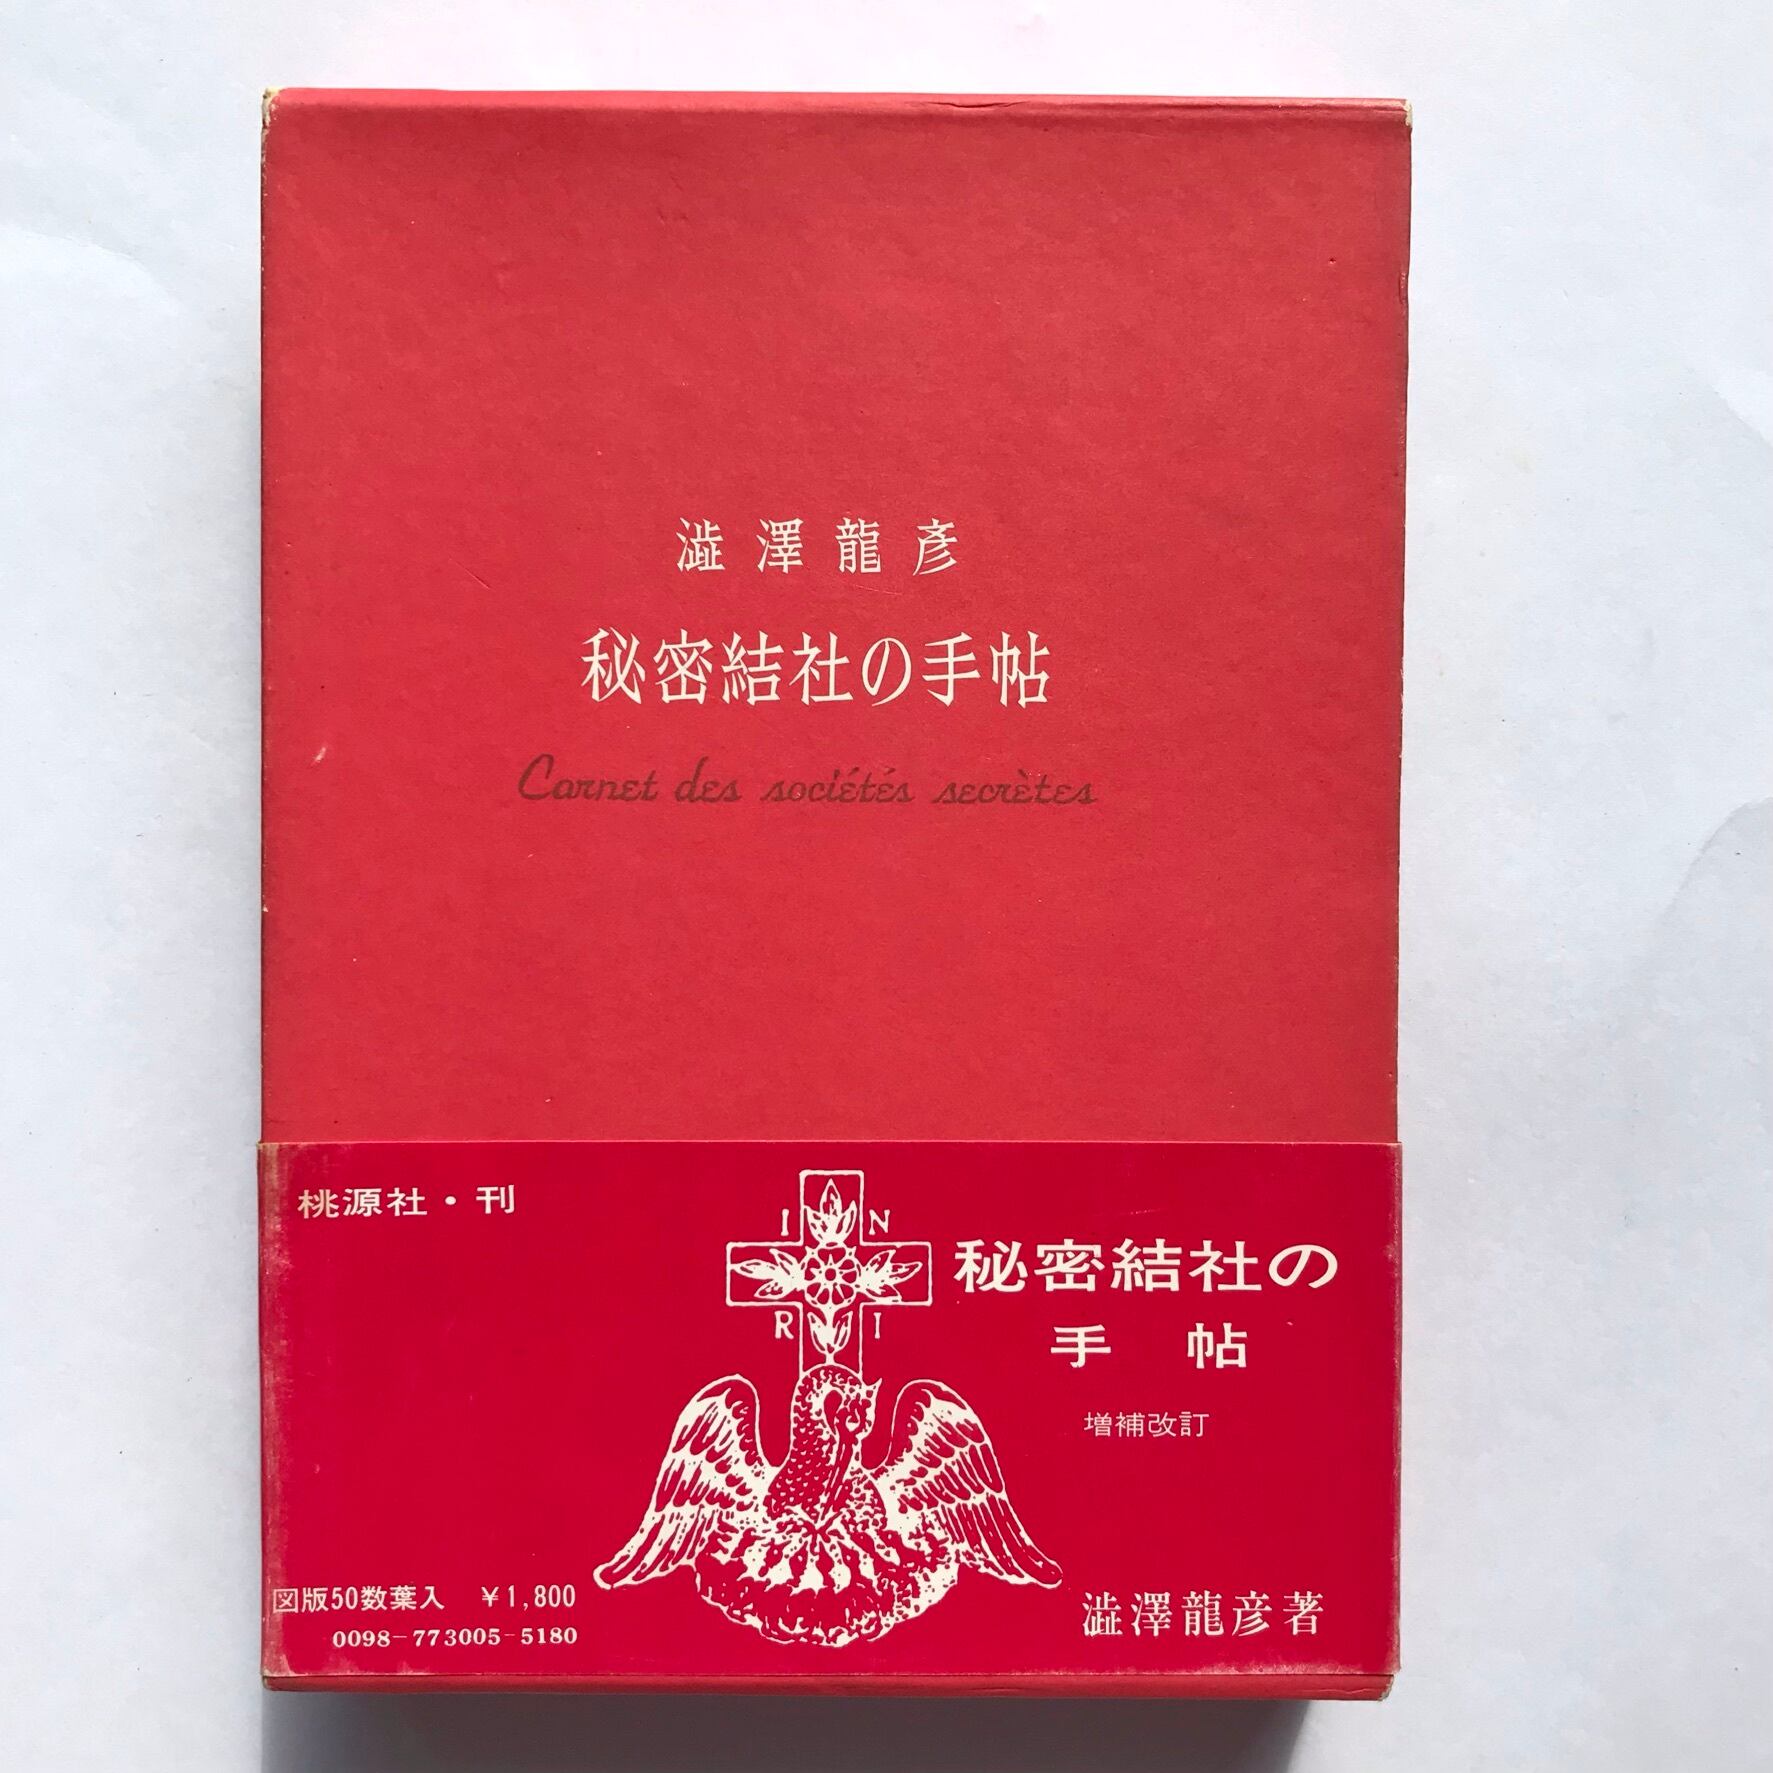 澁澤龍彥
秘密結社の手帖
Carnet des sociétés secrètes
桃源社・刊
I N
R I
秘密結社の
手帖
増補改訂
図版50数葉入 ¥1,800
0098-773005-5180
澁澤龍彦著